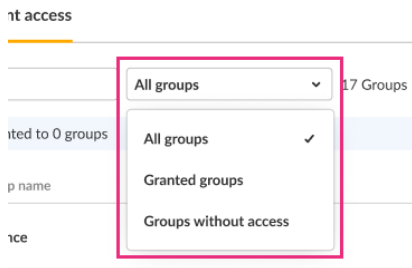 nt access
All groups
17 Groups
nted to 0 groups
All groups
p name
Granted groups
Groups without access
nce